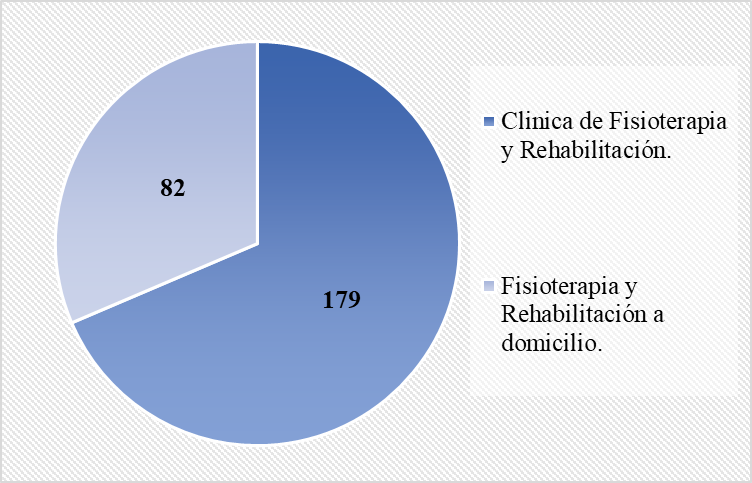 82
179
Clinica de Fisioterapia
y Rehabilitación.
Fisioterapia y
Rehabilitación a
domicilio.